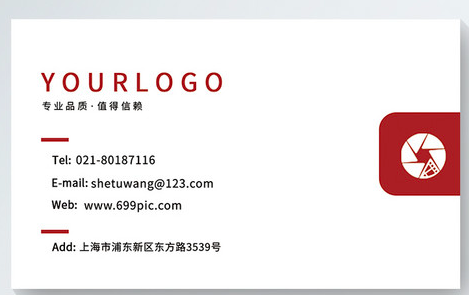 YOURLOGO
专业品质·值得信赖
Tel: 021-80187116
E-mail: shetuwang@123.com
Web: www.699pic.com
Add: 上海市浦东新区东方路3539号